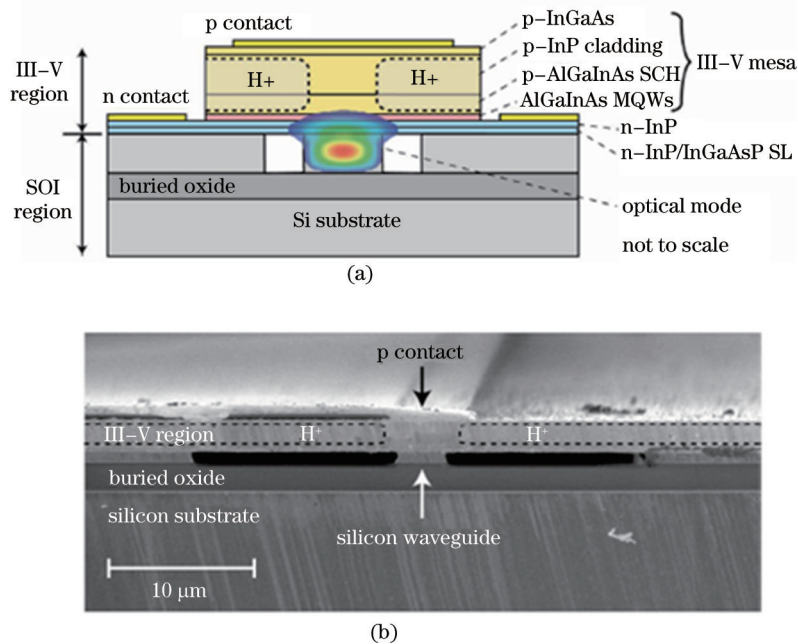 p contact
p-InGaAs
p-InP cladding
III-V
region
H+
H+
p-AlGaInAs SCH
III-V mesa
n contact
AlGaInAs MQWs
n-InP
n-InP/InGaAsP SL
SOI
region
buried oxide
optical mode
Si substrate
not to scale
(a)
p contact
III-V region
H+
H+
buried oxide
silicon substrate
silicon waveguide
10 μm
(b)